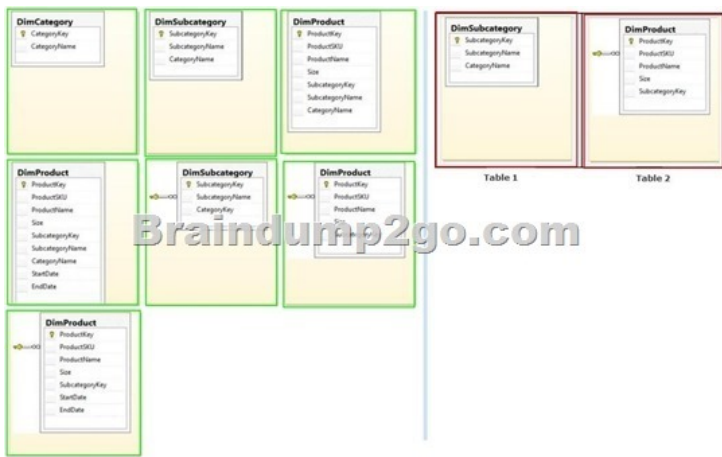 DimCategory
CategoryKey
CategoryName
DimSubcategory
SubcategoryKey
SubcategoryName
CategoryName
DimProduct
ProductKey
ProductSKU
ProductName
Size
SubcategoryKey
SubcategoryName
CategoryName
DimSubcategory
SubcategoryKey
SubcategoryName
CategoryName
DimProduct
ProductKey
ProductSKU
ProductName
Size
SubcategoryKey
Table 1
Table 2
DimProduct
ProductKey
ProductSKU
ProductName
Size
SubcategoryKey
SubcategoryName
CategoryName
StartDate
EndDate
DimSubcategory
SubcategoryKey
SubcategoryName
CategoryKey
DimProduct
ProductKey
ProductSKU
ProductName
Braindump2go.com
DimProduct
ProductKey
ProductSKU
ProductName
Size
SubcategoryKey
StartDate
EndDate